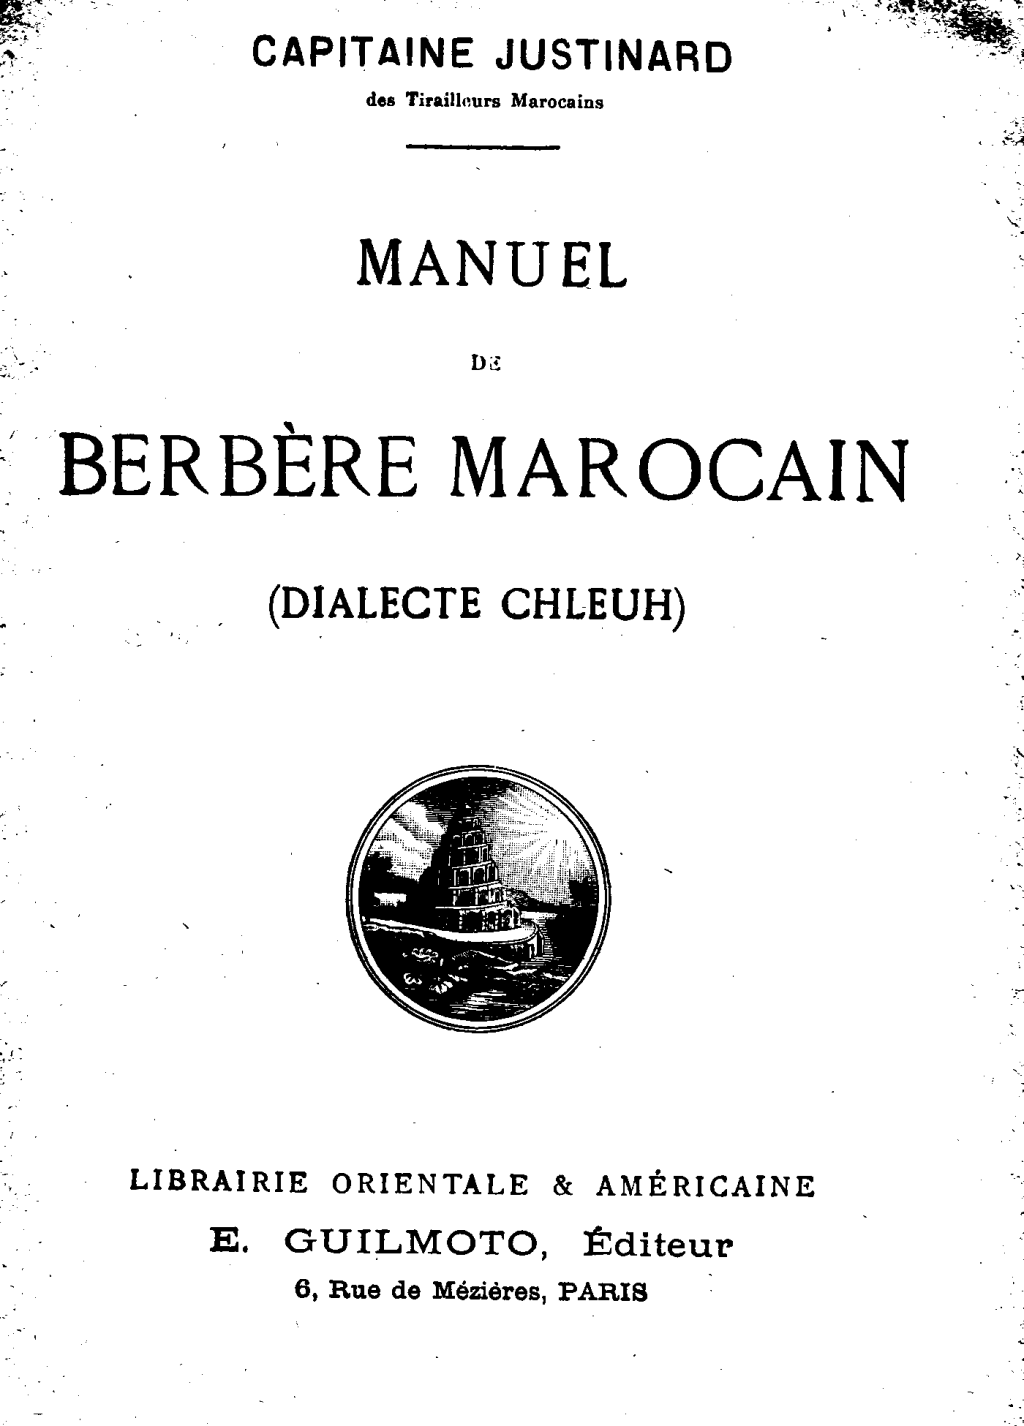 CAPITAINE JUSTINARD
des Tirailleurs Marocains
MANUEL
DE
BERBÈRE MAROCAIN
(DIALECTE CHLEUH)
LIBRAIRIE ORIENTALE & AMÉRICAINE
E. GUILMOTO, Éditeur
6, Rue de Mézières, PARIS